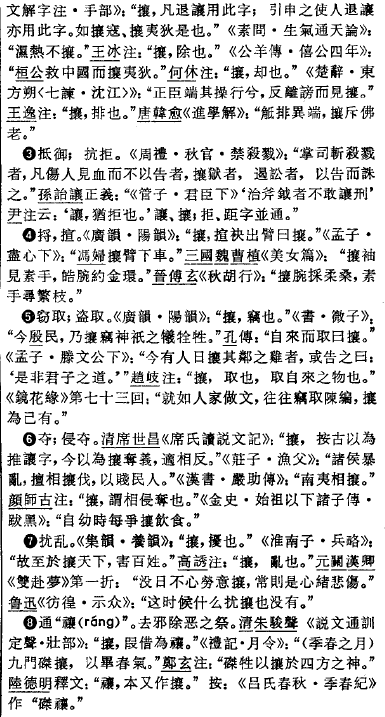 文解字注·手部》：“攘，凡退讓用此字；引申之使人退讓
亦用此字。如攘寇、攘夷狄是也。”《素問·生氣通天論》：
“濕熱不攘。”王冰注：“攘，除也。”《公羊傳·僖公四年》：
“桓公救中國而攘夷狄。”何休注：“攘，却也。”《楚辭·東
方朔〈七諫·沈江〉》：“正臣端其操行兮，反離謗而見攘。”
王逸注：“攘，排也。”唐韓愈《進學解》：“觝排異端，攘斥佛
老。”
❸抵御；抗拒。《周禮·秋官·禁殺戮》：“掌司斬殺戮
者，凡傷人見血而不以告者，攘獄者，遏訟者，以告而誅
之。”孫詒讓正義：“《管子·君臣下》‘治斧鉞者不敢讓刑’
尹注云：‘讓，猶拒也。’讓、攘；拒、距字並通。”
❹捋，揎。《廣韻·陽韻》：“攘，揎袂出臂曰攘。”《孟子·
盡心下》：“馮婦攘臂下車。”三國魏曹植《美女篇》：“攘袖
見素手，皓腕約金環。”晉傅玄《秋胡行》：“攘腕採柔桑，素
手尋繁枝。”
❺窃取；盗取。《廣韻·陽韻》：“攘，竊也。”《書·微子》：
“今殷民，乃攘竊神祇之犧牷牲。”孔傳：“自來而取曰攘。”
《孟子·滕文公下》：“今有人日攘其鄰之雞者，或告之曰：
‘是非君子之道。’”趙岐注：“攘，取也，取自來之物也。”
《鏡花緣》第七十三回：“就如人家做文，往往竊取陳編，攘
為己有。”
❻夺；侵夺。清席世昌《席氏讀説文記》：“攘，按古以為
推讓字，今以為攘奪義，適相反。”《莊子·漁父》：“諸侯暴
亂，擅相攘伐，以賤民人。”《漢書·嚴助傳》：“南夷相攘。”
顔師古注：“攘，謂相侵奪也。”《金史·始祖以下諸子傳·
跋黑》：“自幼時每爭攘飲食。”
❼扰乱。《集韻·養韻》：“攘，擾也。”《淮南子·兵略》：
“故至於攘天下，害百姓。”高誘注：“攘，亂也。”元關漢卿
《雙赴夢》第一折：“没日不心勞意攘，常則是心緒悲傷。”
鲁迅《彷徨·示众》：“这时候什么扰攘也没有。”
❽通“禳(ráng)”。去邪除恶之祭。清朱駿聲《説文通訓
定聲·壯部》：“攘，叚借為禳。”《禮記·月令》：“(季春之月)
九門磔攘，以畢春氣。”鄭玄注：“磔牲以攘於四方之神。”
陸德明釋文：“禳，本又作攘。”按：《吕氏春秋·季春紀》
作“磔禳。”